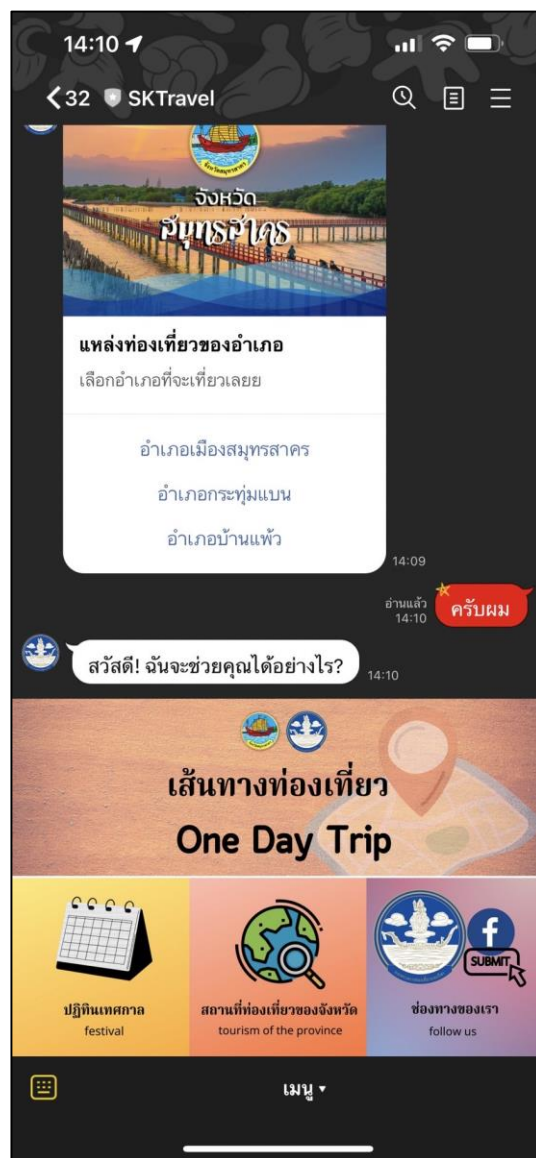 14:10
32 SKTravel
จังหวัด
สมุทรสาคร
แหล่งท่องเที่ยวของอำเภอ
เลือกอำเภอที่จะเที่ยวเลยย
อำเภอเมืองสมุทรสาคร
อำเภอกระทุ่มแบน
อำเภอบ้านแพ้ว
14:09
อ่านแล้ว
14:10
ครับผม
สวัสดี! ฉันจะช่วยคุณได้อย่างไร?
14:10
เส้นทางท่องเที่ยว
One Day Trip
ปฏิทินเทศกาล
festival
สถานที่ท่องเที่ยวของจังหวัด
tourism of the province
f
SUBMIT
ช่องทางของเรา
follow us
เมนู